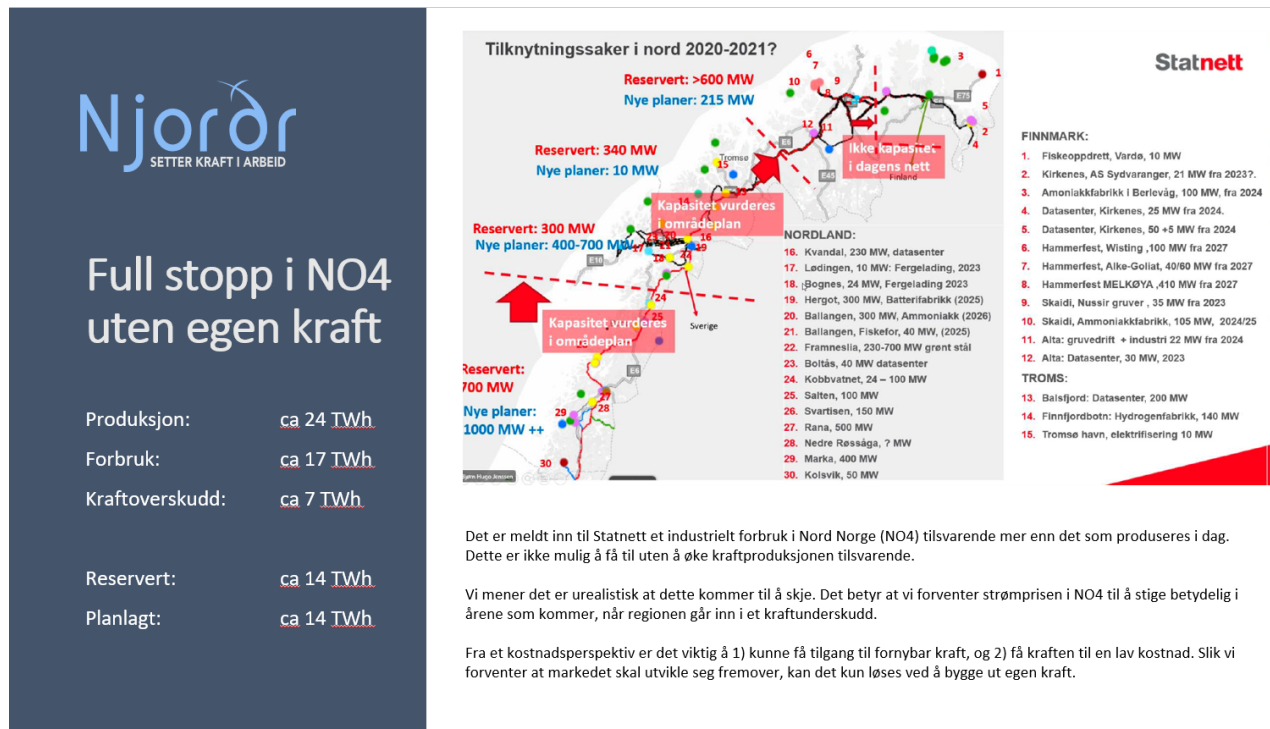 Njorðr
SETTER KRAFT I ARBEID
Full stopp i NO4
uten egen kraft
Produksjon: ca 24 TWh
Forbruk: ca 17 TWh
Kraftoverskudd: ca 7 TWh
Reservert: ca 14 TWh
Planlagt: ca 14 TWh
Tilknytningssaker i nord 2020-2021?
Statnett
Reservert: >600 MW
Nye planer: 215 MW
Reservert: 340 MW
Nye planer: 10 MW
Reservert: 300 MW
Nye planer: 400-700 MW
Reservert:
700 MW
Nye planer:
1000 MW ++
Ikke kapasitet
i dagens nett
Kapasitet vurderes
i områdeplan
Kapasitet vurderes
i områdeplan
Tromsø
Finland
Sverige
E75
E6
E45
E10
E6
FINNMARK:
1. Fiskeoppdrett, Vardø, 10 MW
2. Kirkenes, AS Sydvaranger, 21 MW fra 2023?.
3. Amoniakkfabrikk i Berlevåg, 100 MW, fra 2024
4. Datasenter, Kirkenes, 25 MW fra 2024.
5. Datasenter, Kirkenes, 50 +5 MW fra 2024
6. Hammerfest, Wisting ,100 MW fra 2027
7. Hammerfest, Alke-Goliat, 40/60 MW fra 2027
8. Hammerfest MELKØYA ,410 MW fra 2027
9. Skaidi, Nussir gruver , 35 MW fra 2023
10. Skaidi, Ammoniakkfabrikk, 105 MW, 2024/25
11. Alta: gruvedrift + industri 22 MW fra 2024
12. Alta: Datasenter, 30 MW, 2023
TROMS:
13. Balsfjord: Datasenter, 200 MW
14. Finnfjordbotn: Hydrogenfabrikk, 140 MW
15. Tromsø havn, elektrifisering 10 MW
NORDLAND:
16. Kvandal, 230 MW, datasenter
17. Lødingen, 10 MW: Fergelading, 2023
18. Bognes, 24 MW, Fergelading 2023
19. Hergot, 300 MW, Batterifabrikk (2025)
20. Ballangen, 300 MW, Ammoniakk (2026)
21. Ballangen, Fiskefor, 40 MW, (2025)
22. Framneslia, 230-700 MW grønt stål
23. Boltås, 40 MW datasenter
24. Kobbvatnet, 24 – 100 MW
25. Salten, 100 MW
26. Svartisen, 150 MW
27. Rana, 500 MW
28. Nedre Røssåga, ? MW
29. Marka, 400 MW
30. Kolsvik, 50 MW
Det er meldt inn til Statnett et industrielt forbruk i Nord Norge (NO4) tilsvarende mer enn det som produseres i dag.
Dette er ikke mulig å få til uten å øke kraftproduksjonen tilsvarende.
Vi mener det er urealistisk at dette kommer til å skje. Det betyr at vi forventer strømprisen i NO4 til å stige betydelig i
årene som kommer, når regionen går inn i et kraftunderskudd.
Fra et kostnadsperspektiv er det viktig å 1) kunne få tilgang til fornybar kraft, og 2) få kraften til en lav kostnad. Slik vi
forventer at markedet skal utvikle seg fremover, kan det kun løses ved å bygge ut egen kraft.